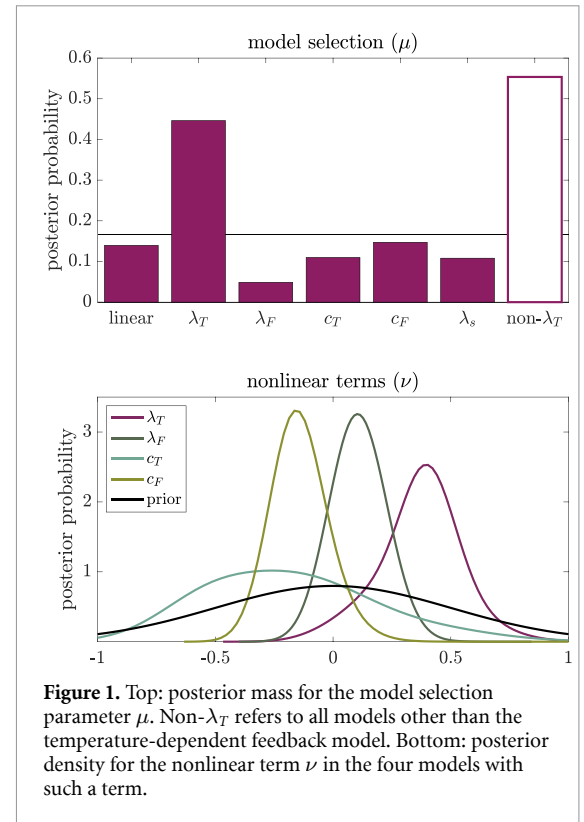 model selection (μ)
0.6
0.5
0.4
0.3
0.2
0.1
0
posterior probability
linear
λ_T
λ_F
c_T
c_F
λ_s
non-λ_T
nonlinear terms (ν)
λ_T
λ_F
c_T
c_F
prior
3
2
1
posterior probability
-1
-0.5
0
0.5
1
Figure 1. Top: posterior mass for the model selection
parameter μ. Non-λ_T refers to all models other than the
temperature-dependent feedback model. Bottom: posterior
density for the nonlinear term ν in the four models with
such a term.